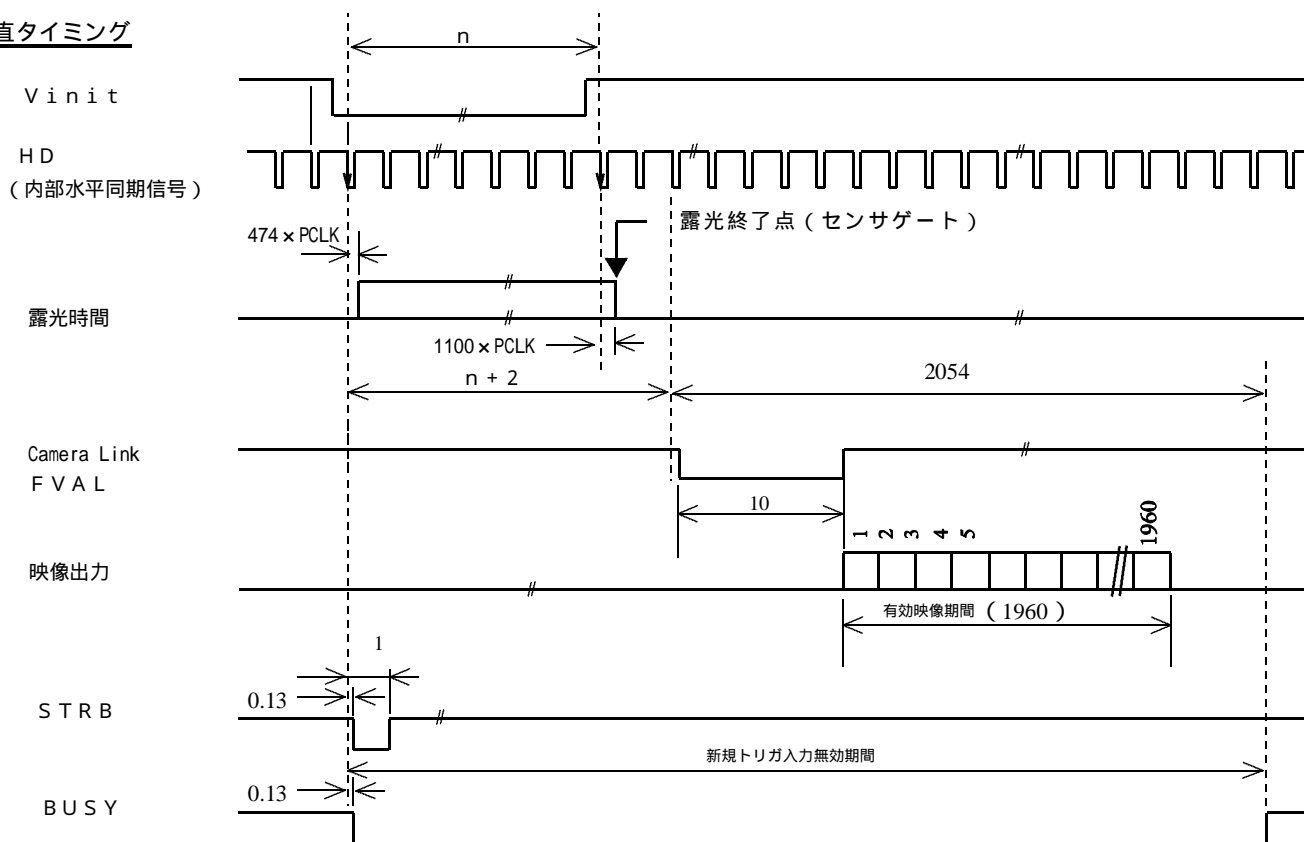 直タイミング
n
Ｖｉｎｉｔ
ＨＤ
（内部水平同期信号）
露光終了点（センサゲート）
474×PCLK
露光時間
1100×PCLK
n + 2
2054
Camera Link
ＦＶＡＬ
10
1 2 3 4 5 1960
映像出力
有効映像期間（1960）
1
0.13
ＳＴＲＢ
新規トリガ入力無効期間
0.13
ＢＵＳＹ